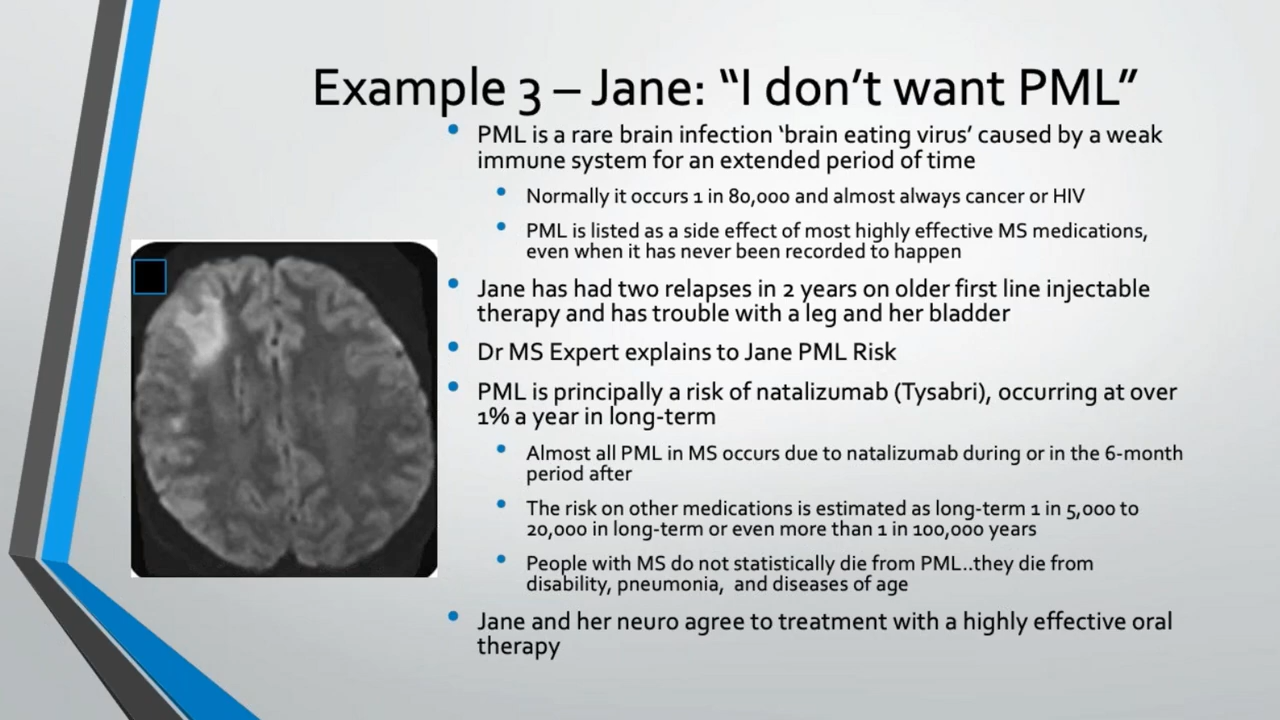 Example 3 – Jane: “I don’t want PML”
• PML is a rare brain infection ‘brain eating virus’ caused by a weak
immune system for an extended period of time
• Normally it occurs 1 in 80,000 and almost always cancer or HIV
• PML is listed as a side effect of most highly effective MS medications,
even when it has never been recorded to happen
• Jane has had two relapses in 2 years on older first line injectable
therapy and has trouble with a leg and her bladder
• Dr MS Expert explains to Jane PML Risk
• PML is principally a risk of natalizumab (Tysabri), occurring at over
1% a year in long-term
• Almost all PML in MS occurs due to natalizumab during or in the 6-month
period after
• The risk on other medications is estimated as long-term 1 in 5,000 to
20,000 in long-term or even more than 1 in 100,000 years
• People with MS do not statistically die from PML..they die from
disability, pneumonia,  and diseases of age
• Jane and her neuro agree to treatment with a highly effective oral
therapy